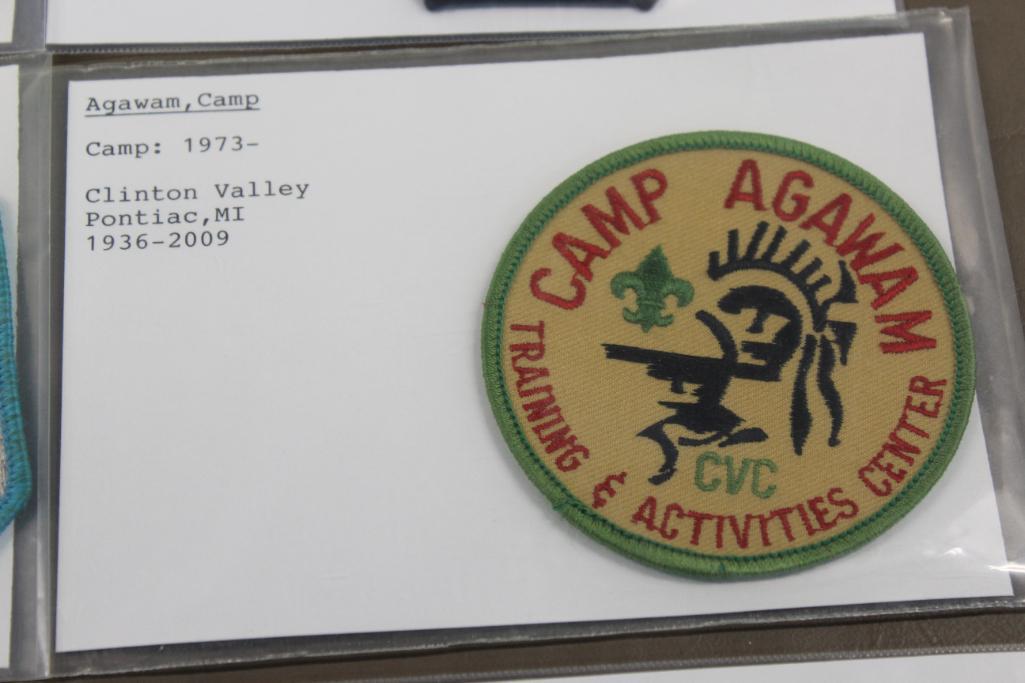 Agawam,Camp
Camp: 1973-
Clinton Valley
Pontiac,MI
1936-2009
CAMP AGAWAM
TRAINING & ACTIVITIES CENTER
CVC